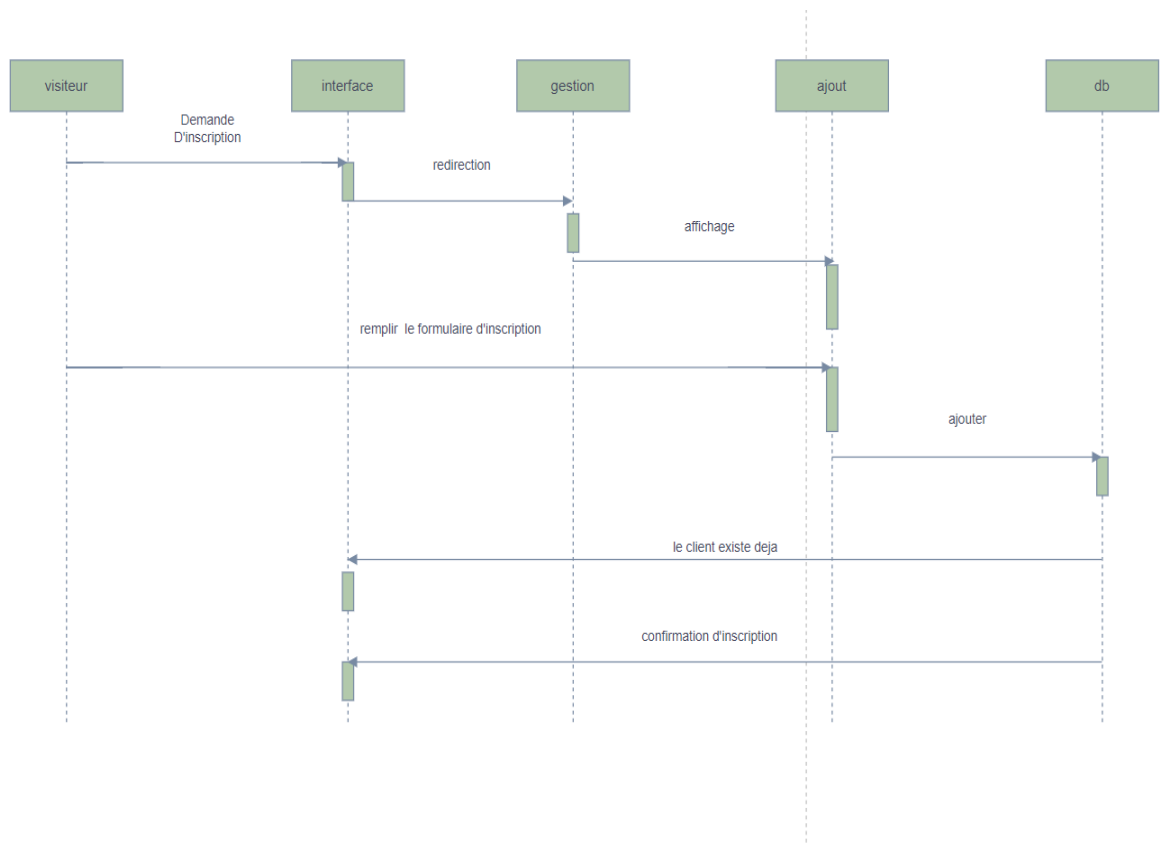 visiteur
interface
gestion
ajout
db
Demande
D'inscription
redirection
affichage
remplir le formulaire d'inscription
ajouter
le client existe deja
confirmation d'inscription